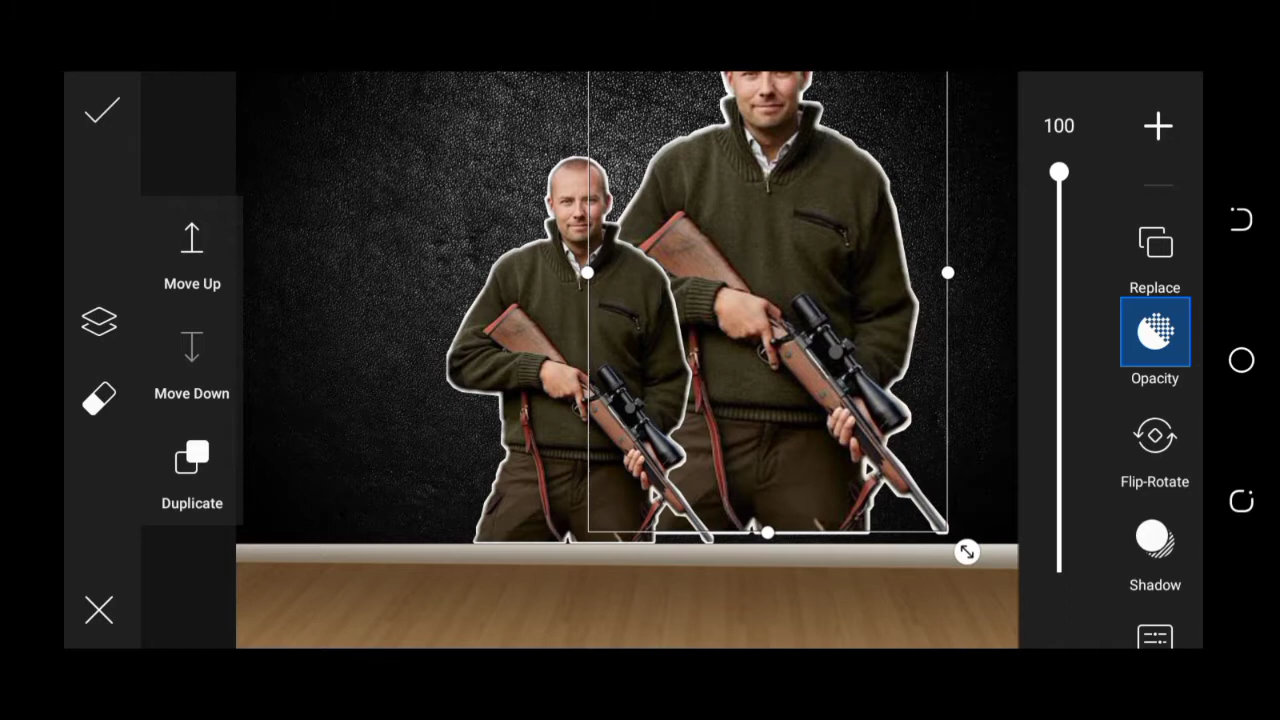 Move Up
Move Down
Duplicate
100
Replace
Opacity
Flip-Rotate
Shadow